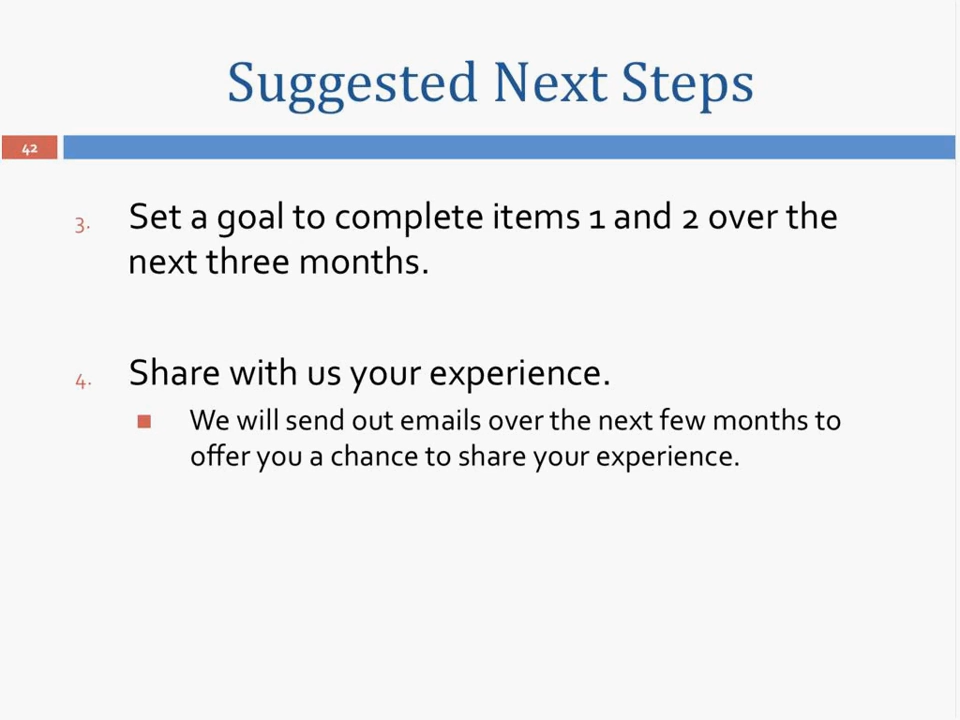 Suggested Next Steps
42
3. Set a goal to complete items 1 and 2 over the
next three months.
4. Share with us your experience.
We will send out emails over the next few months to
offer you a chance to share your experience.